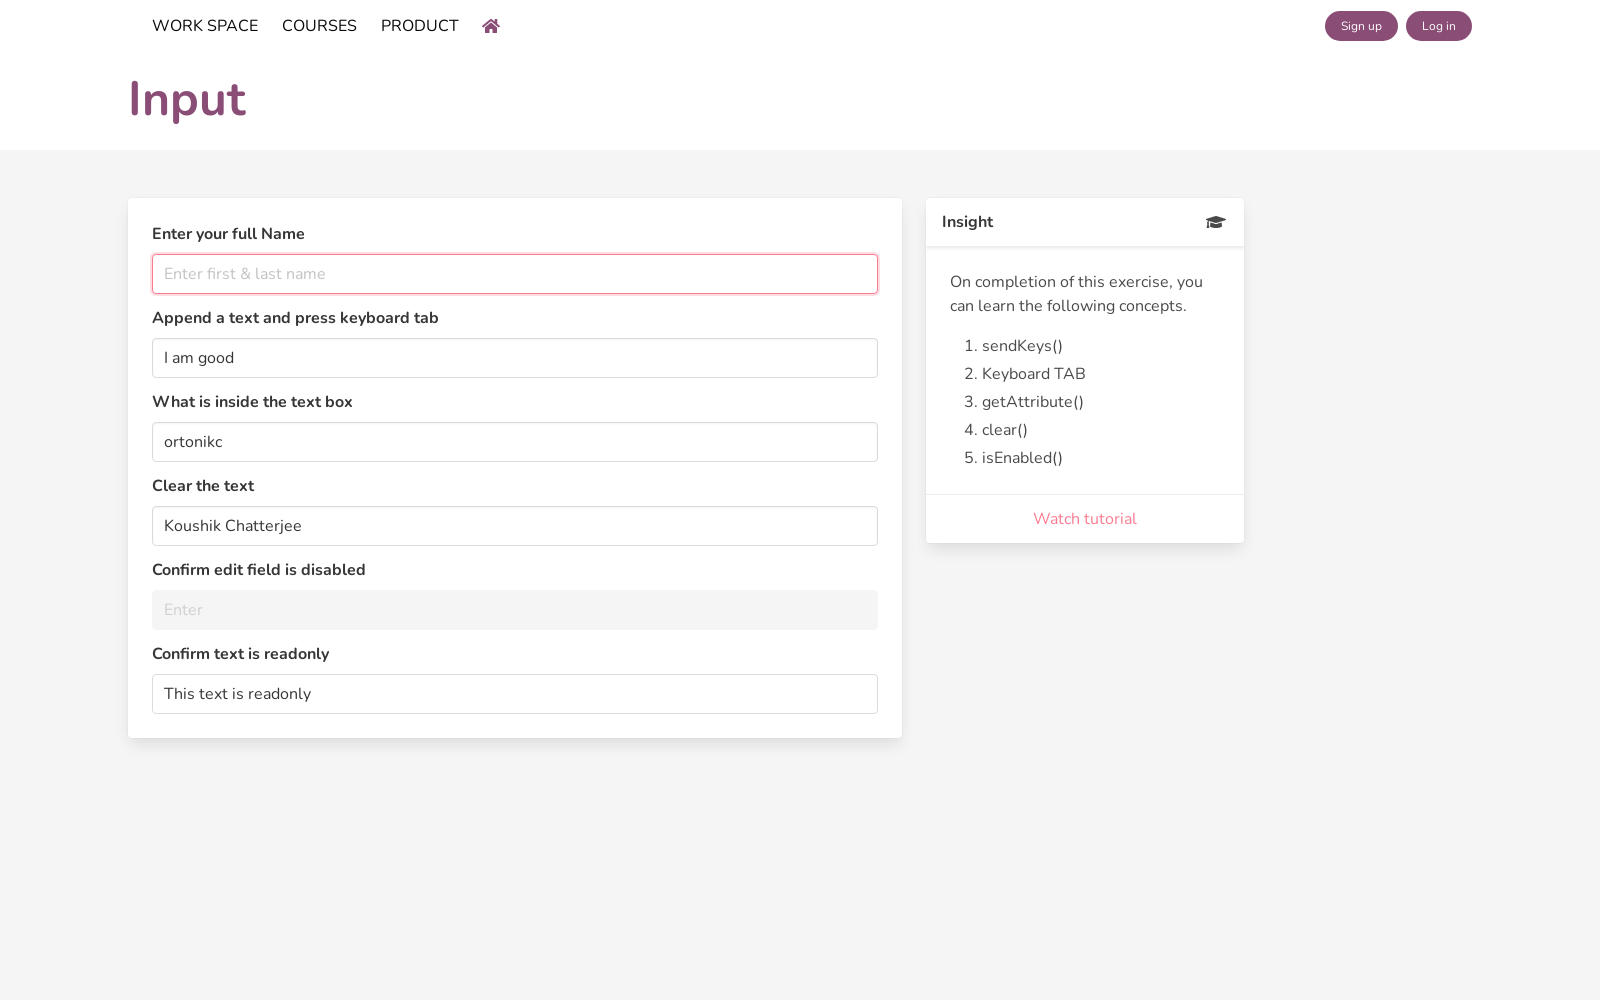 WORK SPACE COURSES PRODUCT
Sign up Log in
Input
Enter your full Name
Enter first & last name
Append a text and press keyboard tab
I am good
What is inside the text box
ortonikc
Clear the text
Koushik Chatterjee
Confirm edit field is disabled
Enter
Confirm text is readonly
This text is readonly
Insight
On completion of this exercise, you
can learn the following concepts.
1. sendKeys()
2. Keyboard TAB
3. getAttribute()
4. clear()
5. isEnabled()
Watch tutorial